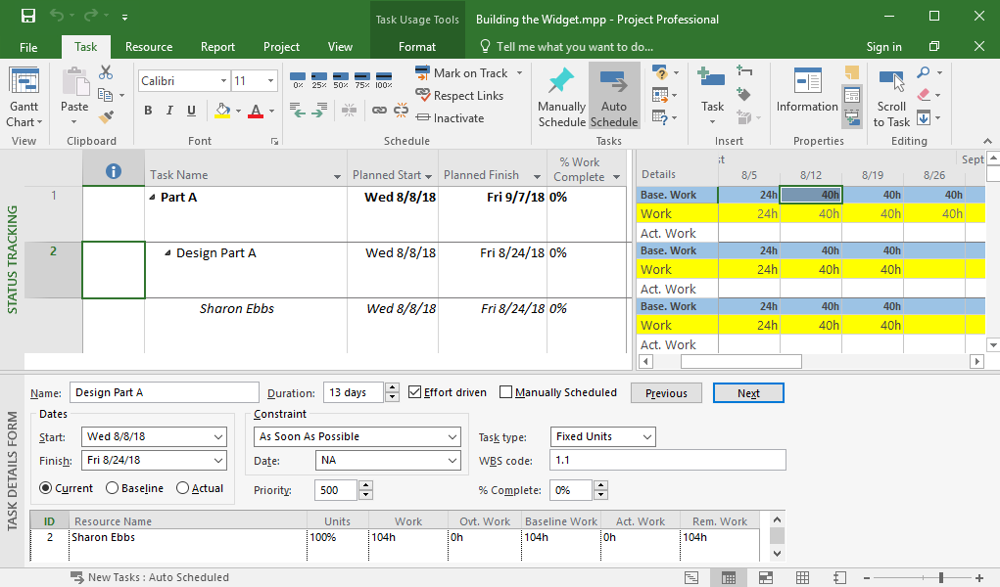 Task Usage Tools
Building the Widget.mpp - Project Professional
File Task Resource Report Project View Format Tell me what you want to do... Sign in
Gantt Chart
View
Paste
Clipboard
Calibri 11
B I U A
Font
0% 25% 50% 75% 100%
Mark on Track
Respect Links
Inactivate
Schedule
Manually Schedule
Auto Schedule
Tasks
Task
Insert
Information
Properties
Scroll to Task
Editing
STATUS TRACKING
Task Name Planned Start Planned Finish % Work Complete
1 Part A Wed 8/8/18 Fri 9/7/18 0%
2 Design Part A Wed 8/8/18 Fri 8/24/18 0%
Sharon Ebbs Wed 8/8/18 Fri 8/24/18 0%
st Sept
Details 8/5 8/12 8/19 8/26
Base. Work 24h 40h 40h 40h
Work 24h 40h 40h 40h
Act. Work
Base. Work 24h 40h 40h
Work 24h 40h 40h
Act. Work
Base. Work 24h 40h 40h
Work 24h 40h 40h
Act. Work
TASK DETAILS FORM
Name: Design Part A Duration: 13 days Effort driven Manually Scheduled Previous Next
Dates
Start: Wed 8/8/18
Finish: Fri 8/24/18
Current Baseline Actual
Constraint
As Soon As Possible
Date: NA
Priority: 500
Task type: Fixed Units
WBS code: 1.1
% Complete: 0%
ID Resource Name Units Work Ovt. Work Baseline Work Act. Work Rem. Work
2 Sharon Ebbs 100% 104h 0h 104h 0h 104h
New Tasks : Auto Scheduled